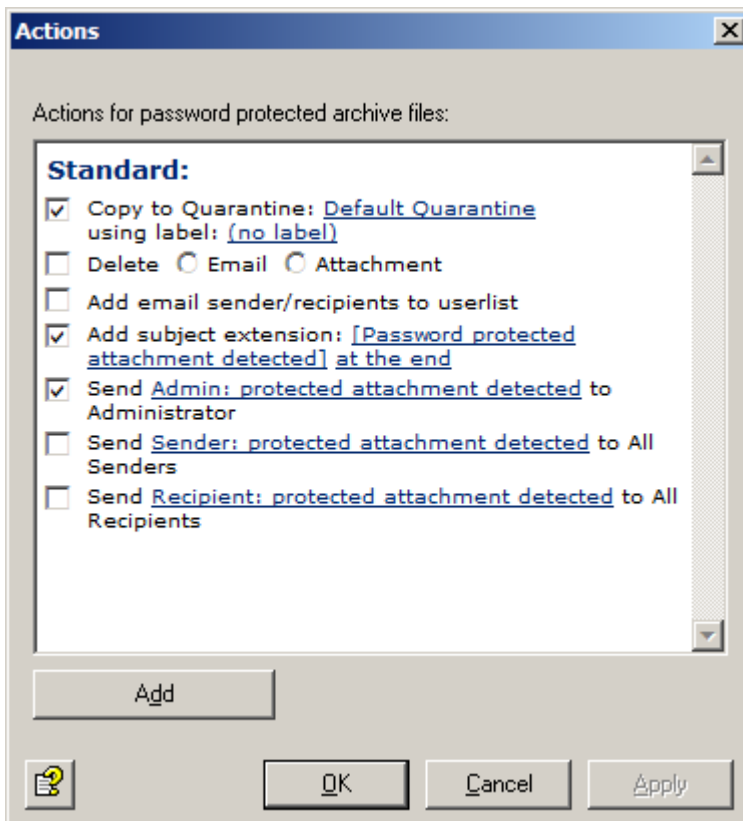 Actions
Actions for password protected archive files:
Standard:
Copy to Quarantine: Default Quarantine
using label: (no label)
Delete Email Attachment
Add email sender/recipients to userlist
Add subject extension: [Password protected
attachment detected] at the end
Send Admin: protected attachment detected to
Administrator
Send Sender: protected attachment detected to All
Senders
Send Recipient: protected attachment detected to All
Recipients
Add
OK Cancel Apply